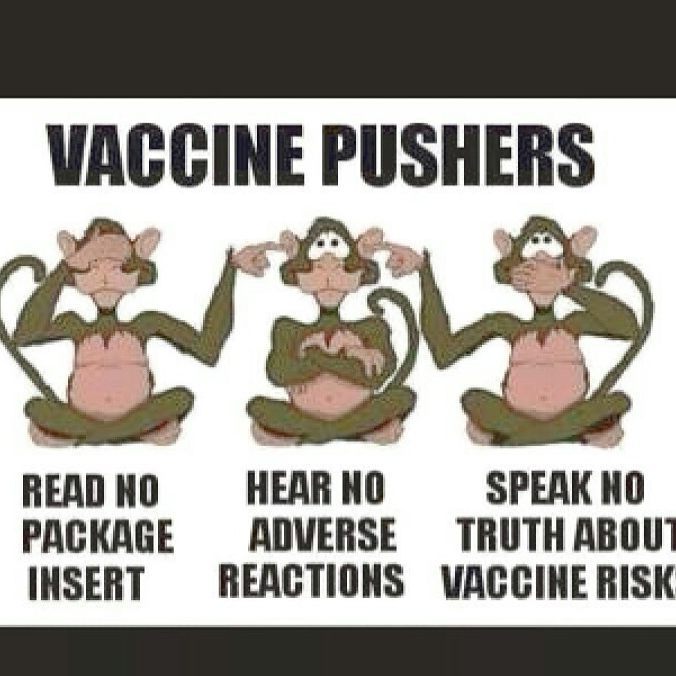 VACCINE PUSHERS
READ NO
PACKAGE
INSERT
HEAR NO
ADVERSE
REACTIONS
SPEAK NO
TRUTH ABOUT
VACCINE RISK